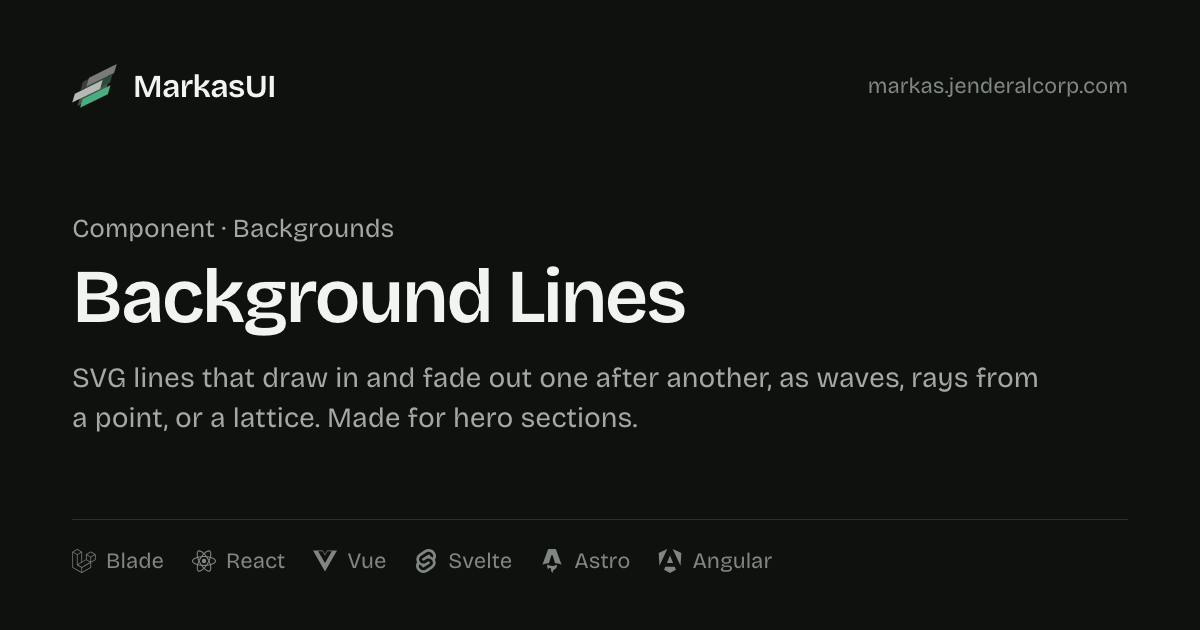 MarkasUI
markas.jenderalcorp.com
Component · Backgrounds
Background Lines
SVG lines that draw in and fade out one after another, as waves, rays from
a point, or a lattice. Made for hero sections.
Blade React Vue Svelte Astro Angular